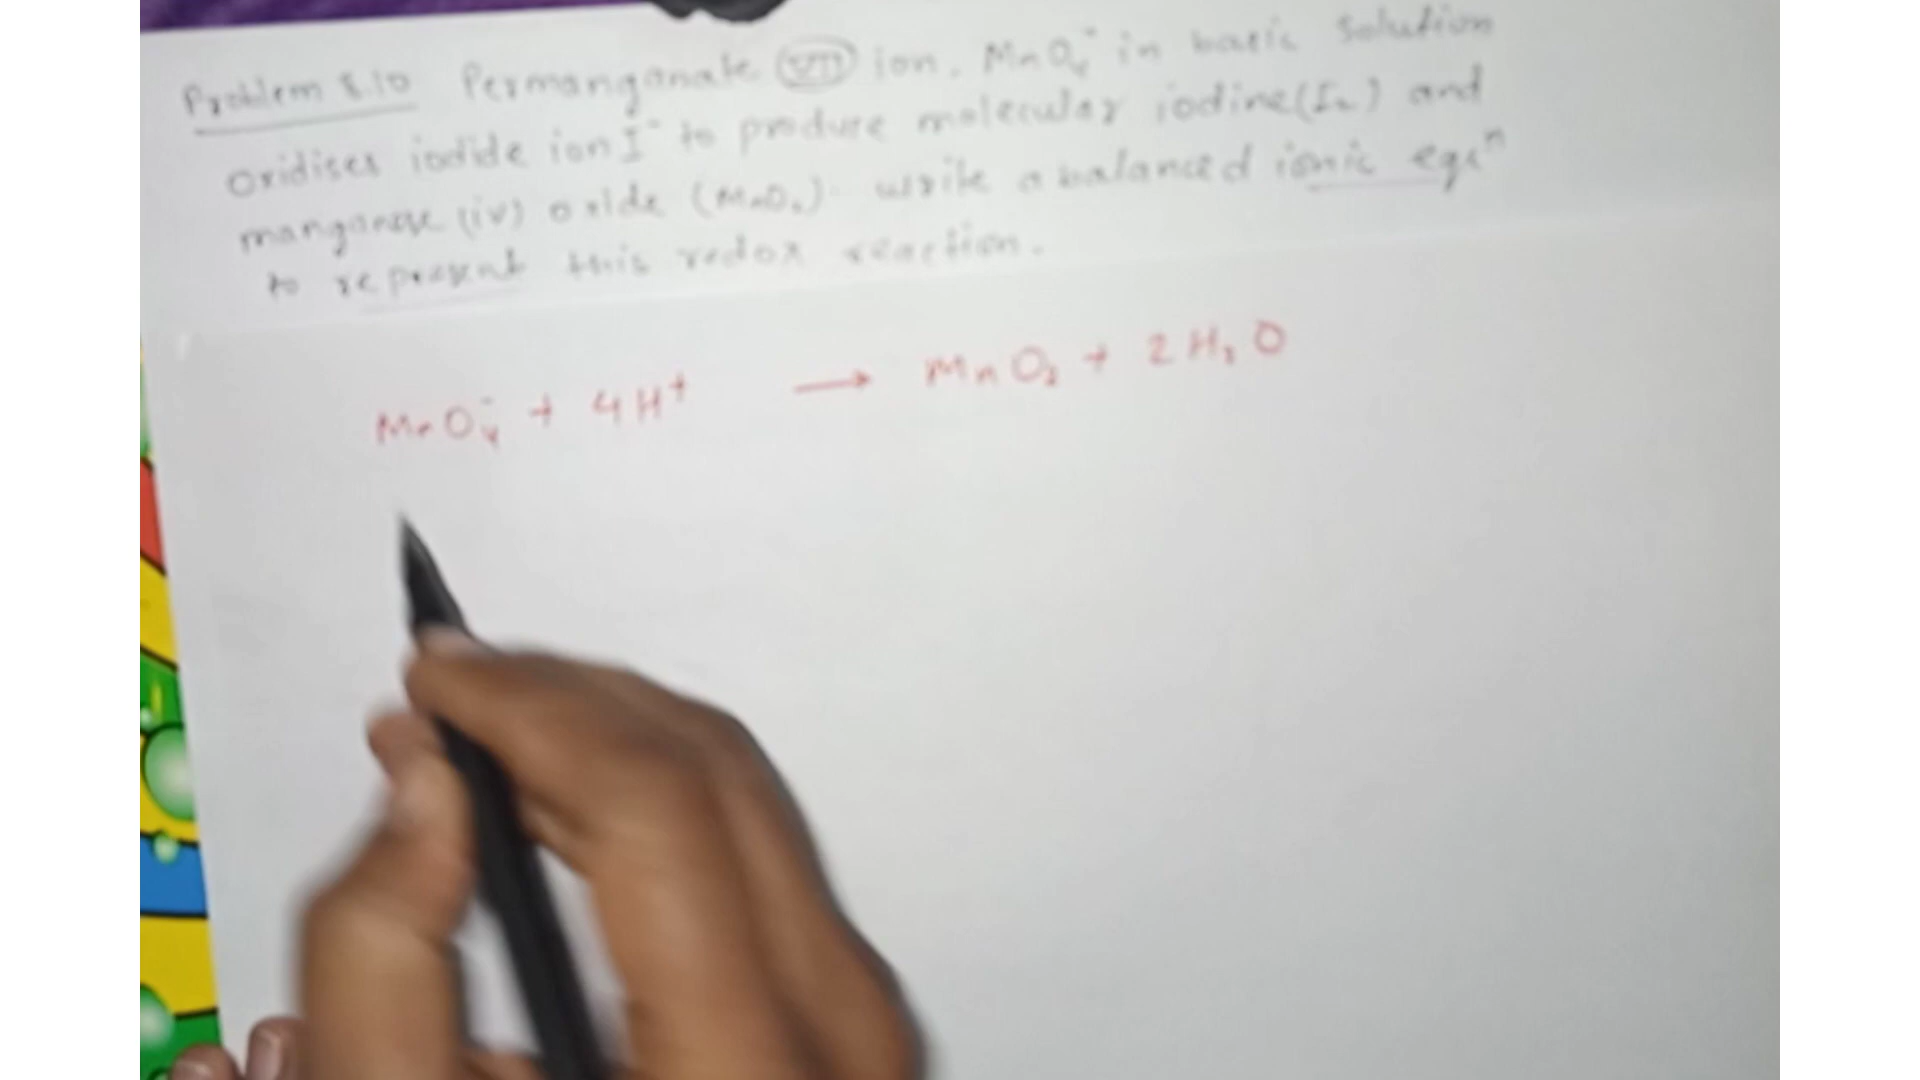 Problem 8.10 Permanganate (VII) ion, MnO₄⁻ in basic solution
oxidises iodide ion I⁻ to produce molecular iodine (I₂) and
manganese (iv) oxide (MnO₂). write a balanced ionic eqⁿ
to represent this redox reaction.
MnO₄⁻ + 4H⁺ → MnO₂ + 2H₂O